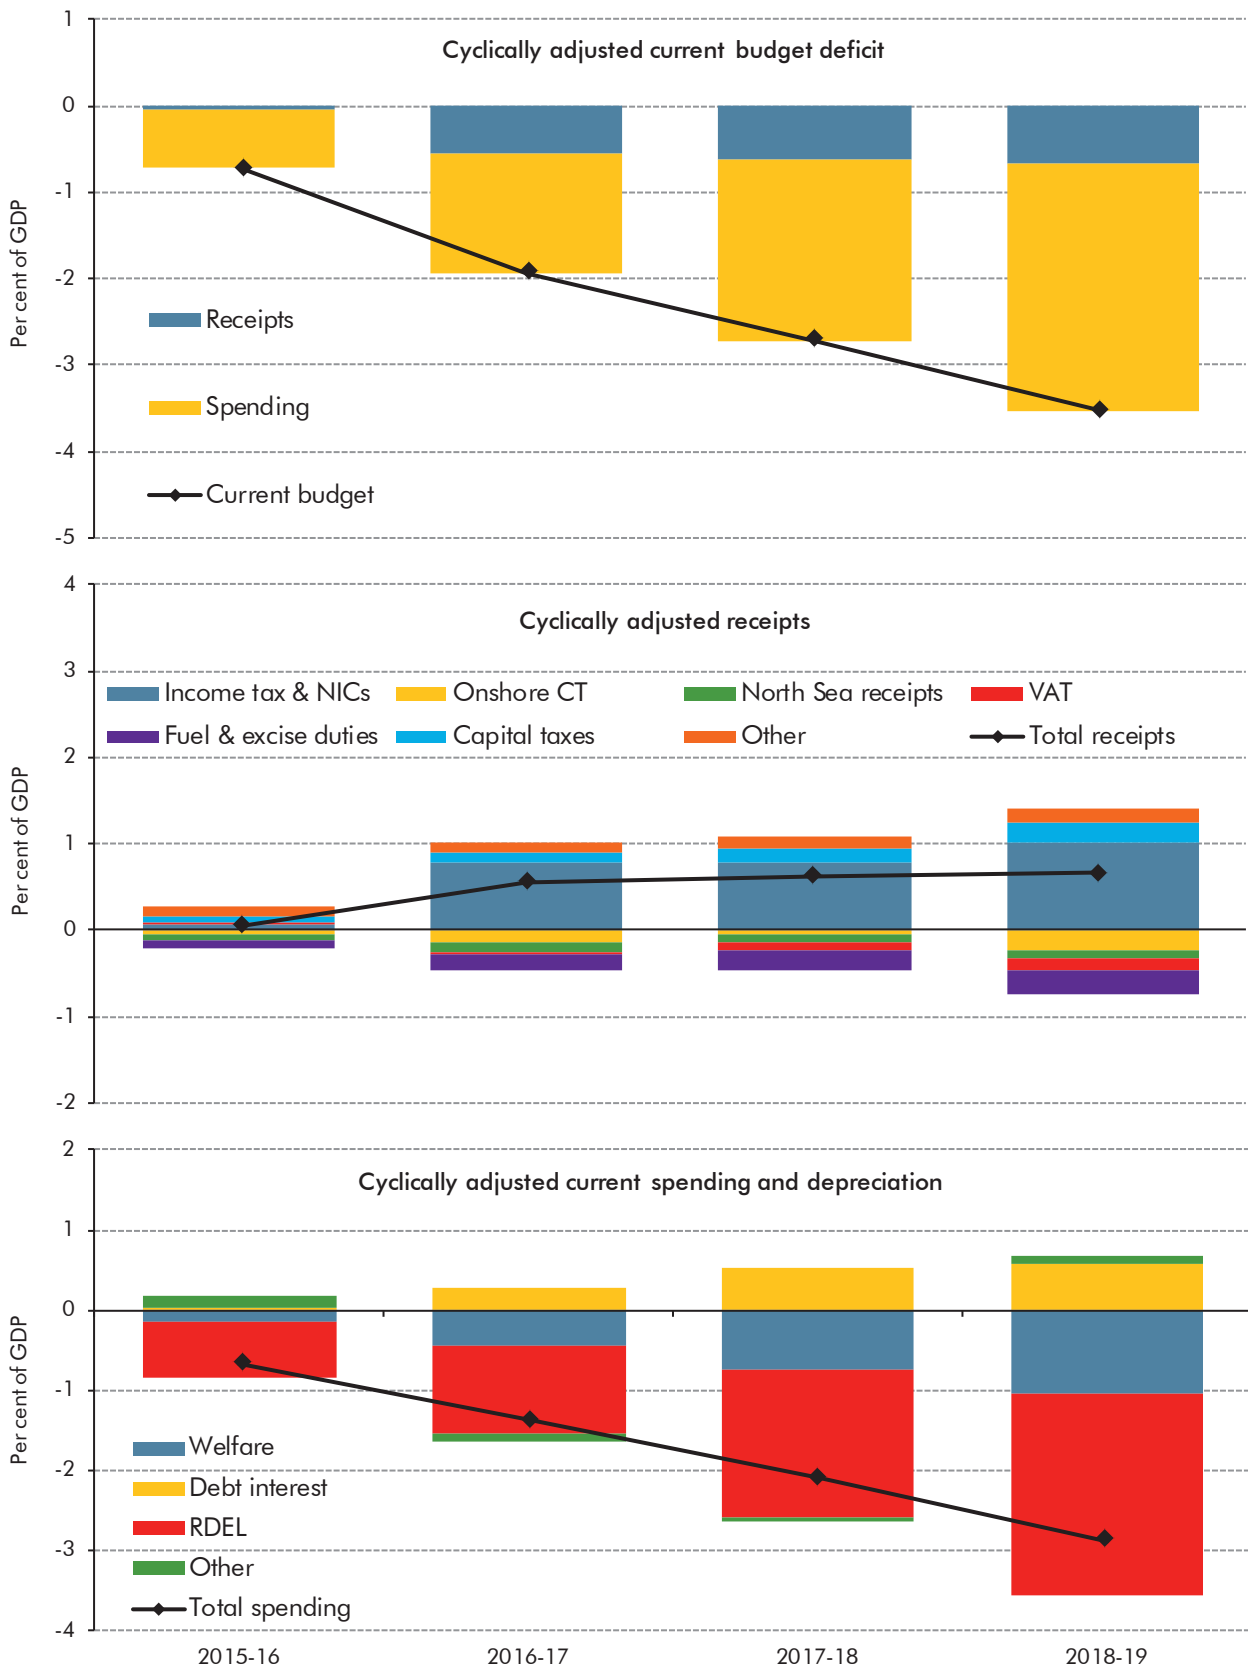 Cyclically adjusted current budget deficit
1
0
-1
-2
-3
-4
-5
Per cent of GDP
Receipts
Spending
Current budget
Cyclically adjusted receipts
4
3
2
1
0
-1
-2
Per cent of GDP
Income tax & NICs
Onshore CT
North Sea receipts
VAT
Fuel & excise duties
Capital taxes
Other
Total receipts
Cyclically adjusted current spending and depreciation
2
1
0
-1
-2
-3
-4
Per cent of GDP
Welfare
Debt interest
RDEL
Other
Total spending
2015-16
2016-17
2017-18
2018-19